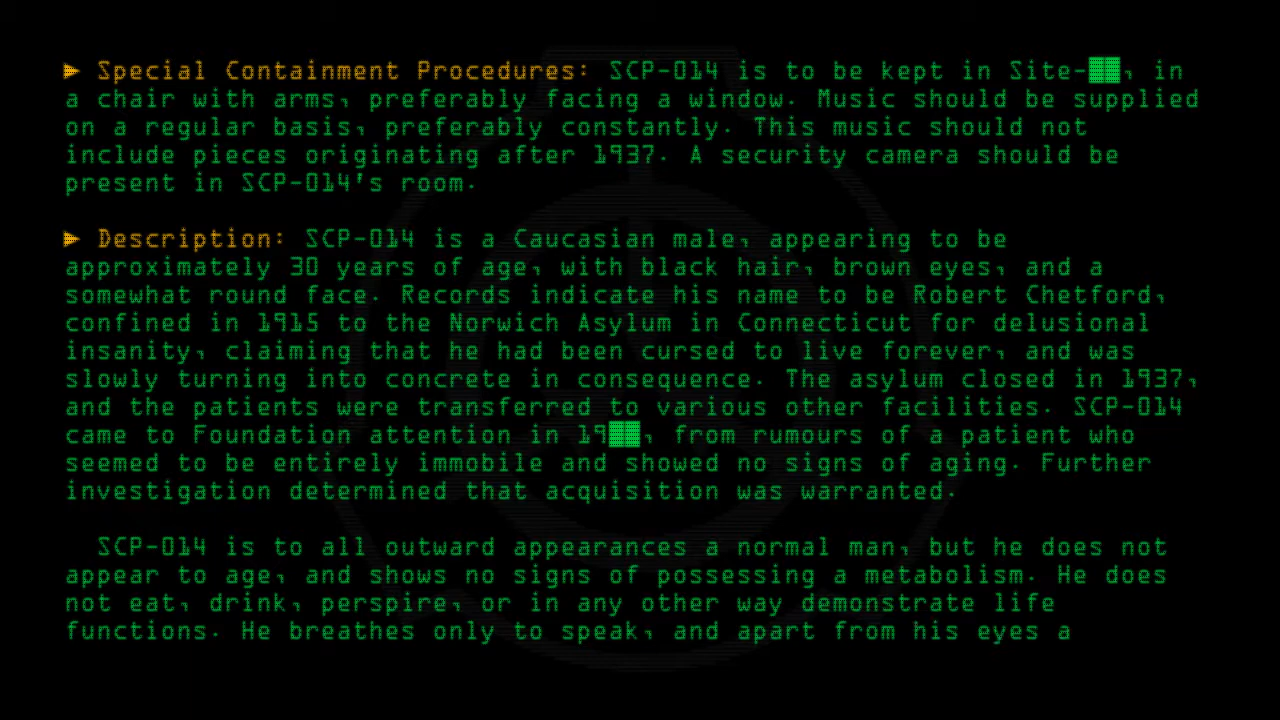 ► Special Containment Procedures: SCP-014 is to be kept in Site-██, in
a chair with arms, preferably facing a window. Music should be supplied
on a regular basis, preferably constantly. This music should not
include pieces originating after 1937. A security camera should be
present in SCP-014's room.
► Description: SCP-014 is a Caucasian male, appearing to be
approximately 30 years of age, with black hair, brown eyes, and a
somewhat round face. Records indicate his name to be Robert Chetford,
confined in 1915 to the Norwich Asylum in Connecticut for delusional
insanity, claiming that he had been cursed to live forever, and was
slowly turning into concrete in consequence. The asylum closed in 1937,
and the patients were transferred to various other facilities. SCP-014
came to Foundation attention in 19██, from rumours of a patient who
seemed to be entirely immobile and showed no signs of aging. Further
investigation determined that acquisition was warranted.
SCP-014 is to all outward appearances a normal man, but he does not
appear to age, and shows no signs of possessing a metabolism. He does
not eat, drink, perspire, or in any other way demonstrate life
functions. He breathes only to speak, and apart from his eyes a